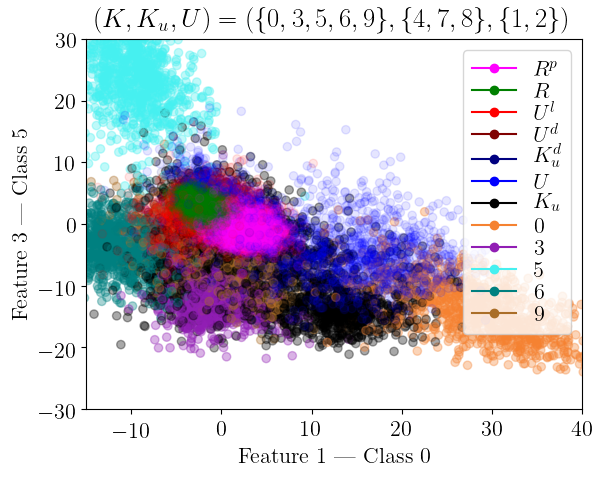 (K, K_u, U) = ({0, 3, 5, 6, 9}, {4, 7, 8}, {1, 2})
30
20
10
0
−10
−20
−30
Feature 3 — Class 5
R^p
R
U^l
U^d
K_u^d
U
K_u
0
3
5
6
9
−10
0
10
20
30
40
Feature 1 — Class 0